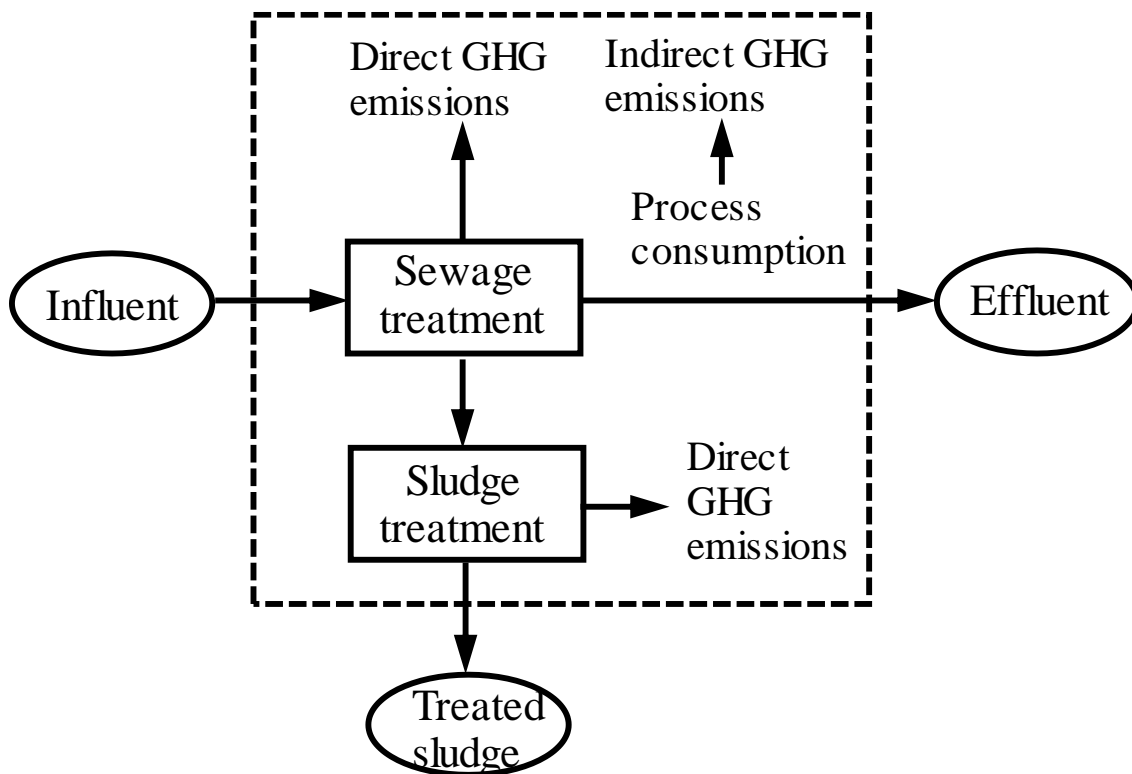 Direct GHG
emissions
Indirect GHG
emissions
Process
consumption
Influent
Sewage
treatment
Effluent
Sludge
treatment
Direct
GHG
emissions
Treated
sludge